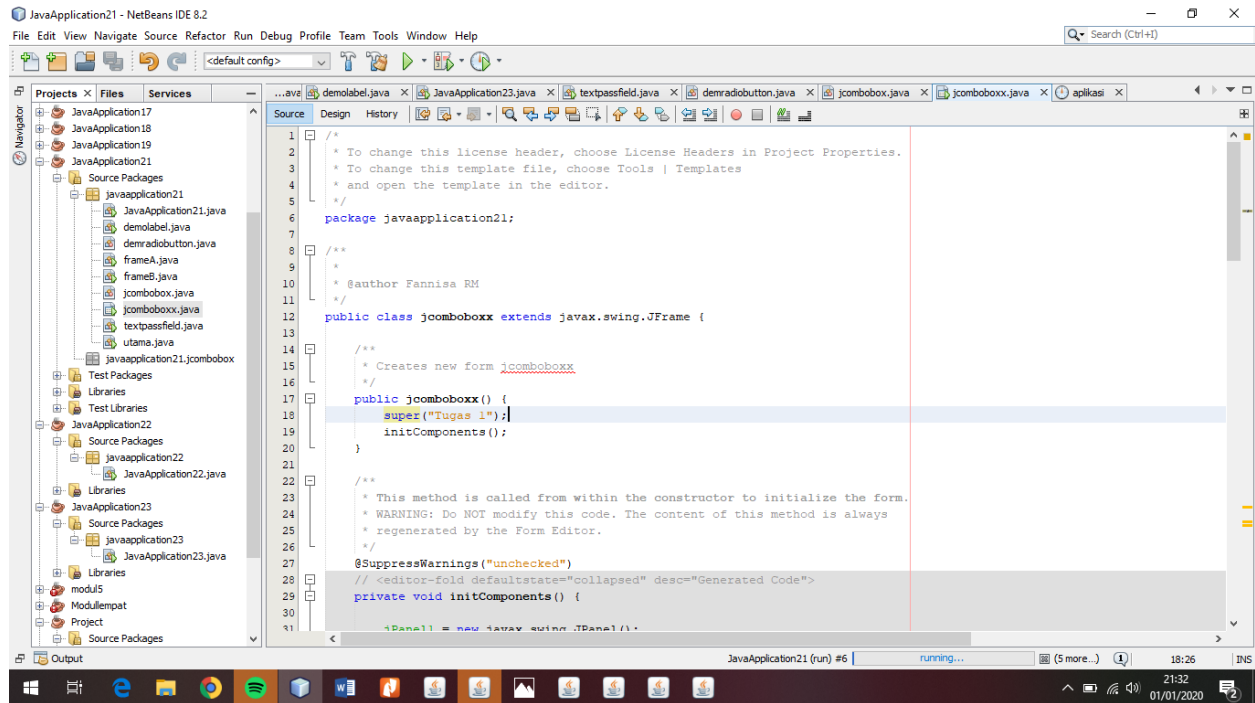 JavaApplication21 - NetBeans IDE 8.2
File Edit View Navigate Source Refactor Run Debug Profile Team Tools Window Help
Search (Ctrl+I)
<default config>
Projects Files Services
...ava demolabel.java JavaApplication23.java textpassfield.java demradiobutton.java jcombobox.java jcomboboxx.java aplikasi
Navigator
Source Design History
JavaApplication17
JavaApplication18
JavaApplication19
JavaApplication21
Source Packages
javaapplication21
JavaApplication21.java
demolabel.java
demradiobutton.java
frameA.java
frameB.java
jcombobox.java
jcomboboxx.java
textpassfield.java
utama.java
javaapplication21.jcombobox
Test Packages
Libraries
Test Libraries
JavaApplication22
Source Packages
javaapplication22
JavaApplication22.java
Libraries
JavaApplication23
Source Packages
javaapplication23
JavaApplication23.java
Libraries
modul5
Modullempat
Project
Source Packages
1 /*
2 * To change this license header, choose License Headers in Project Properties.
3 * To change this template file, choose Tools | Templates
4 * and open the template in the editor.
5 */
6 package javaapplication21;
7
8 /**
9 *
10 * @author Fannisa RM
11 */
12 public class jcomboboxx extends javax.swing.JFrame {
13
14 /**
15 * Creates new form jcomboboxx
16 */
17 public jcomboboxx() {
18 super("Tugas 1");
19 initComponents();
20 }
21
22 /**
23 * This method is called from within the constructor to initialize the form.
24 * WARNING: Do NOT modify this code. The content of this method is always
25 * regenerated by the Form Editor.
26 */
27 @SuppressWarnings("unchecked")
28 // <editor-fold defaultstate="collapsed" desc="Generated Code">
29 private void initComponents() {
30
31 jPanel1 = new javax.swing.JPanel();
Output
JavaApplication21 (run) #6 running... (5 more...) 1 18:26 INS
21:32
01/01/2020
2